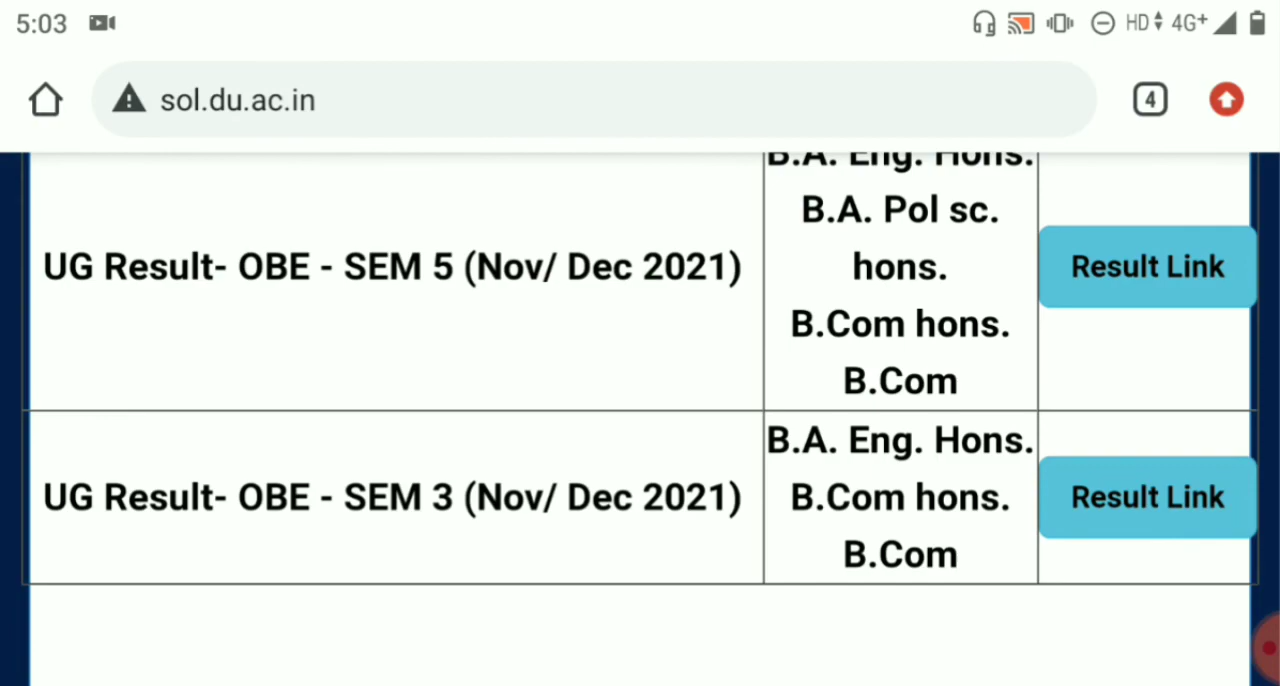 5:03
HD 4G+
sol.du.ac.in
4
B.A. Eng. Hons.
B.A. Pol sc.
hons.
B.Com hons.
B.Com
UG Result- OBE - SEM 5 (Nov/ Dec 2021)
Result Link
B.A. Eng. Hons.
B.Com hons.
B.Com
UG Result- OBE - SEM 3 (Nov/ Dec 2021)
Result Link